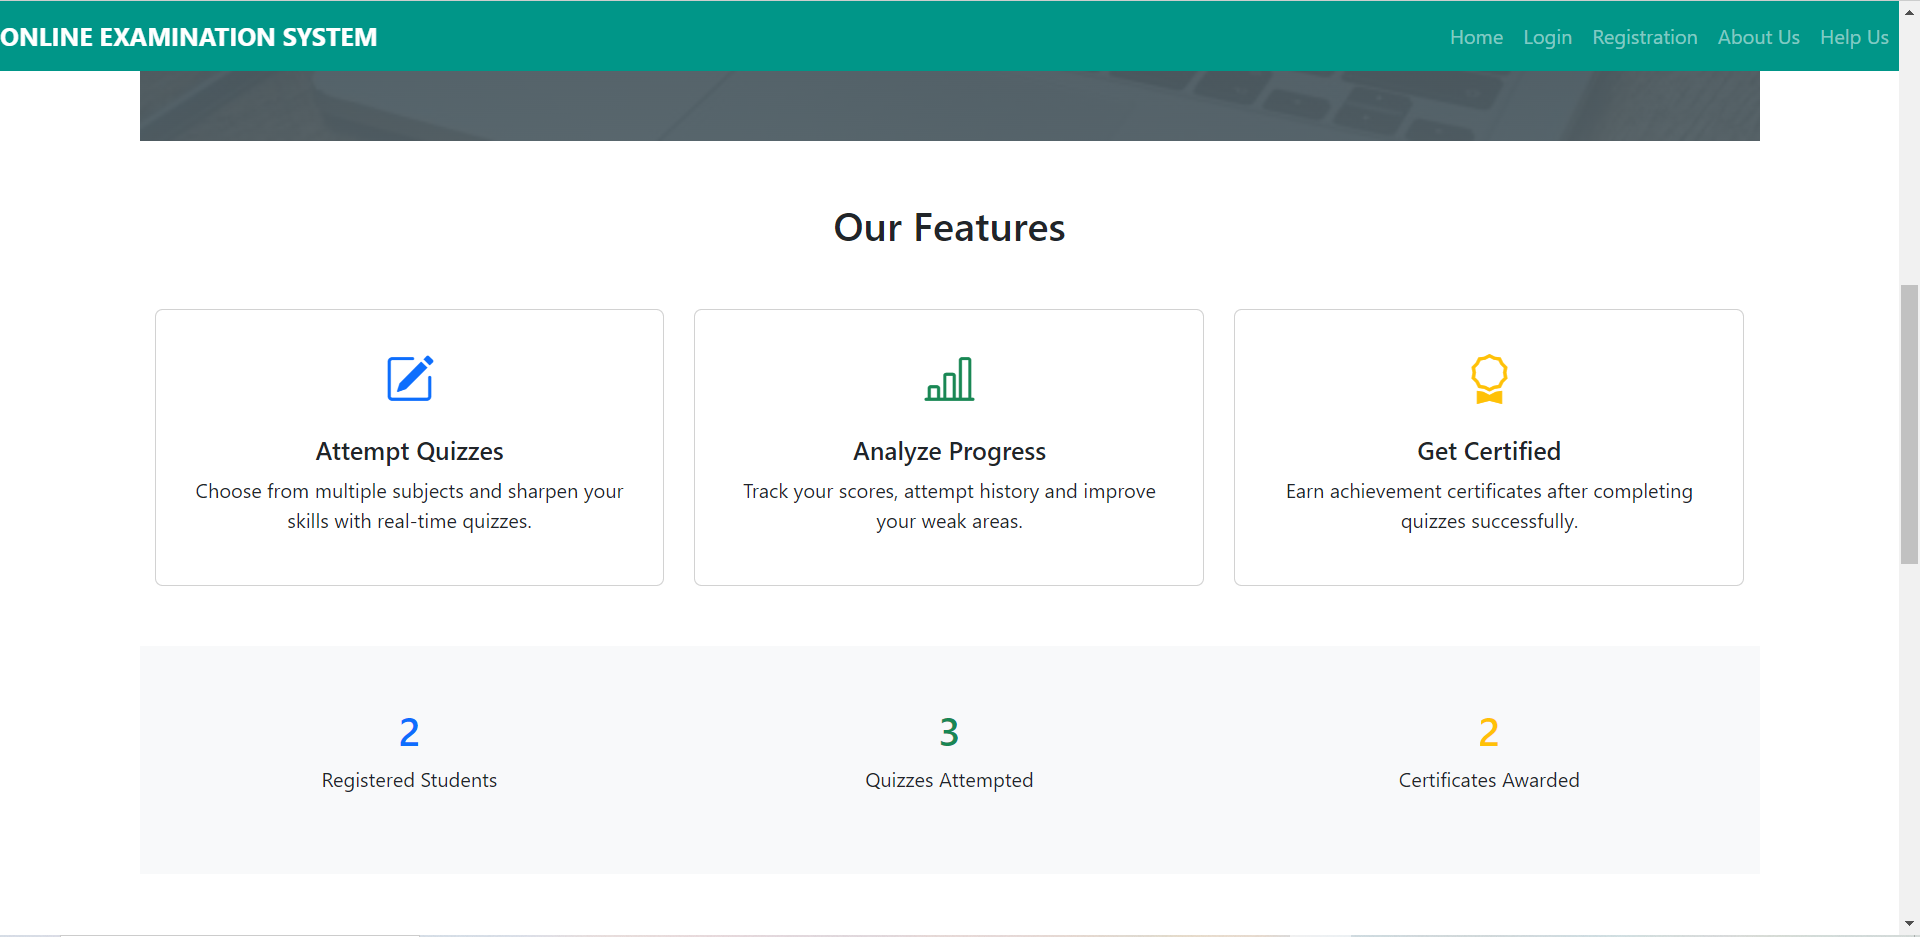 ONLINE EXAMINATION SYSTEM
Home Login Registration About Us Help Us
Our Features
Attempt Quizzes
Choose from multiple subjects and sharpen your
skills with real-time quizzes.
Analyze Progress
Track your scores, attempt history and improve
your weak areas.
Get Certified
Earn achievement certificates after completing
quizzes successfully.
2
Registered Students
3
Quizzes Attempted
2
Certificates Awarded